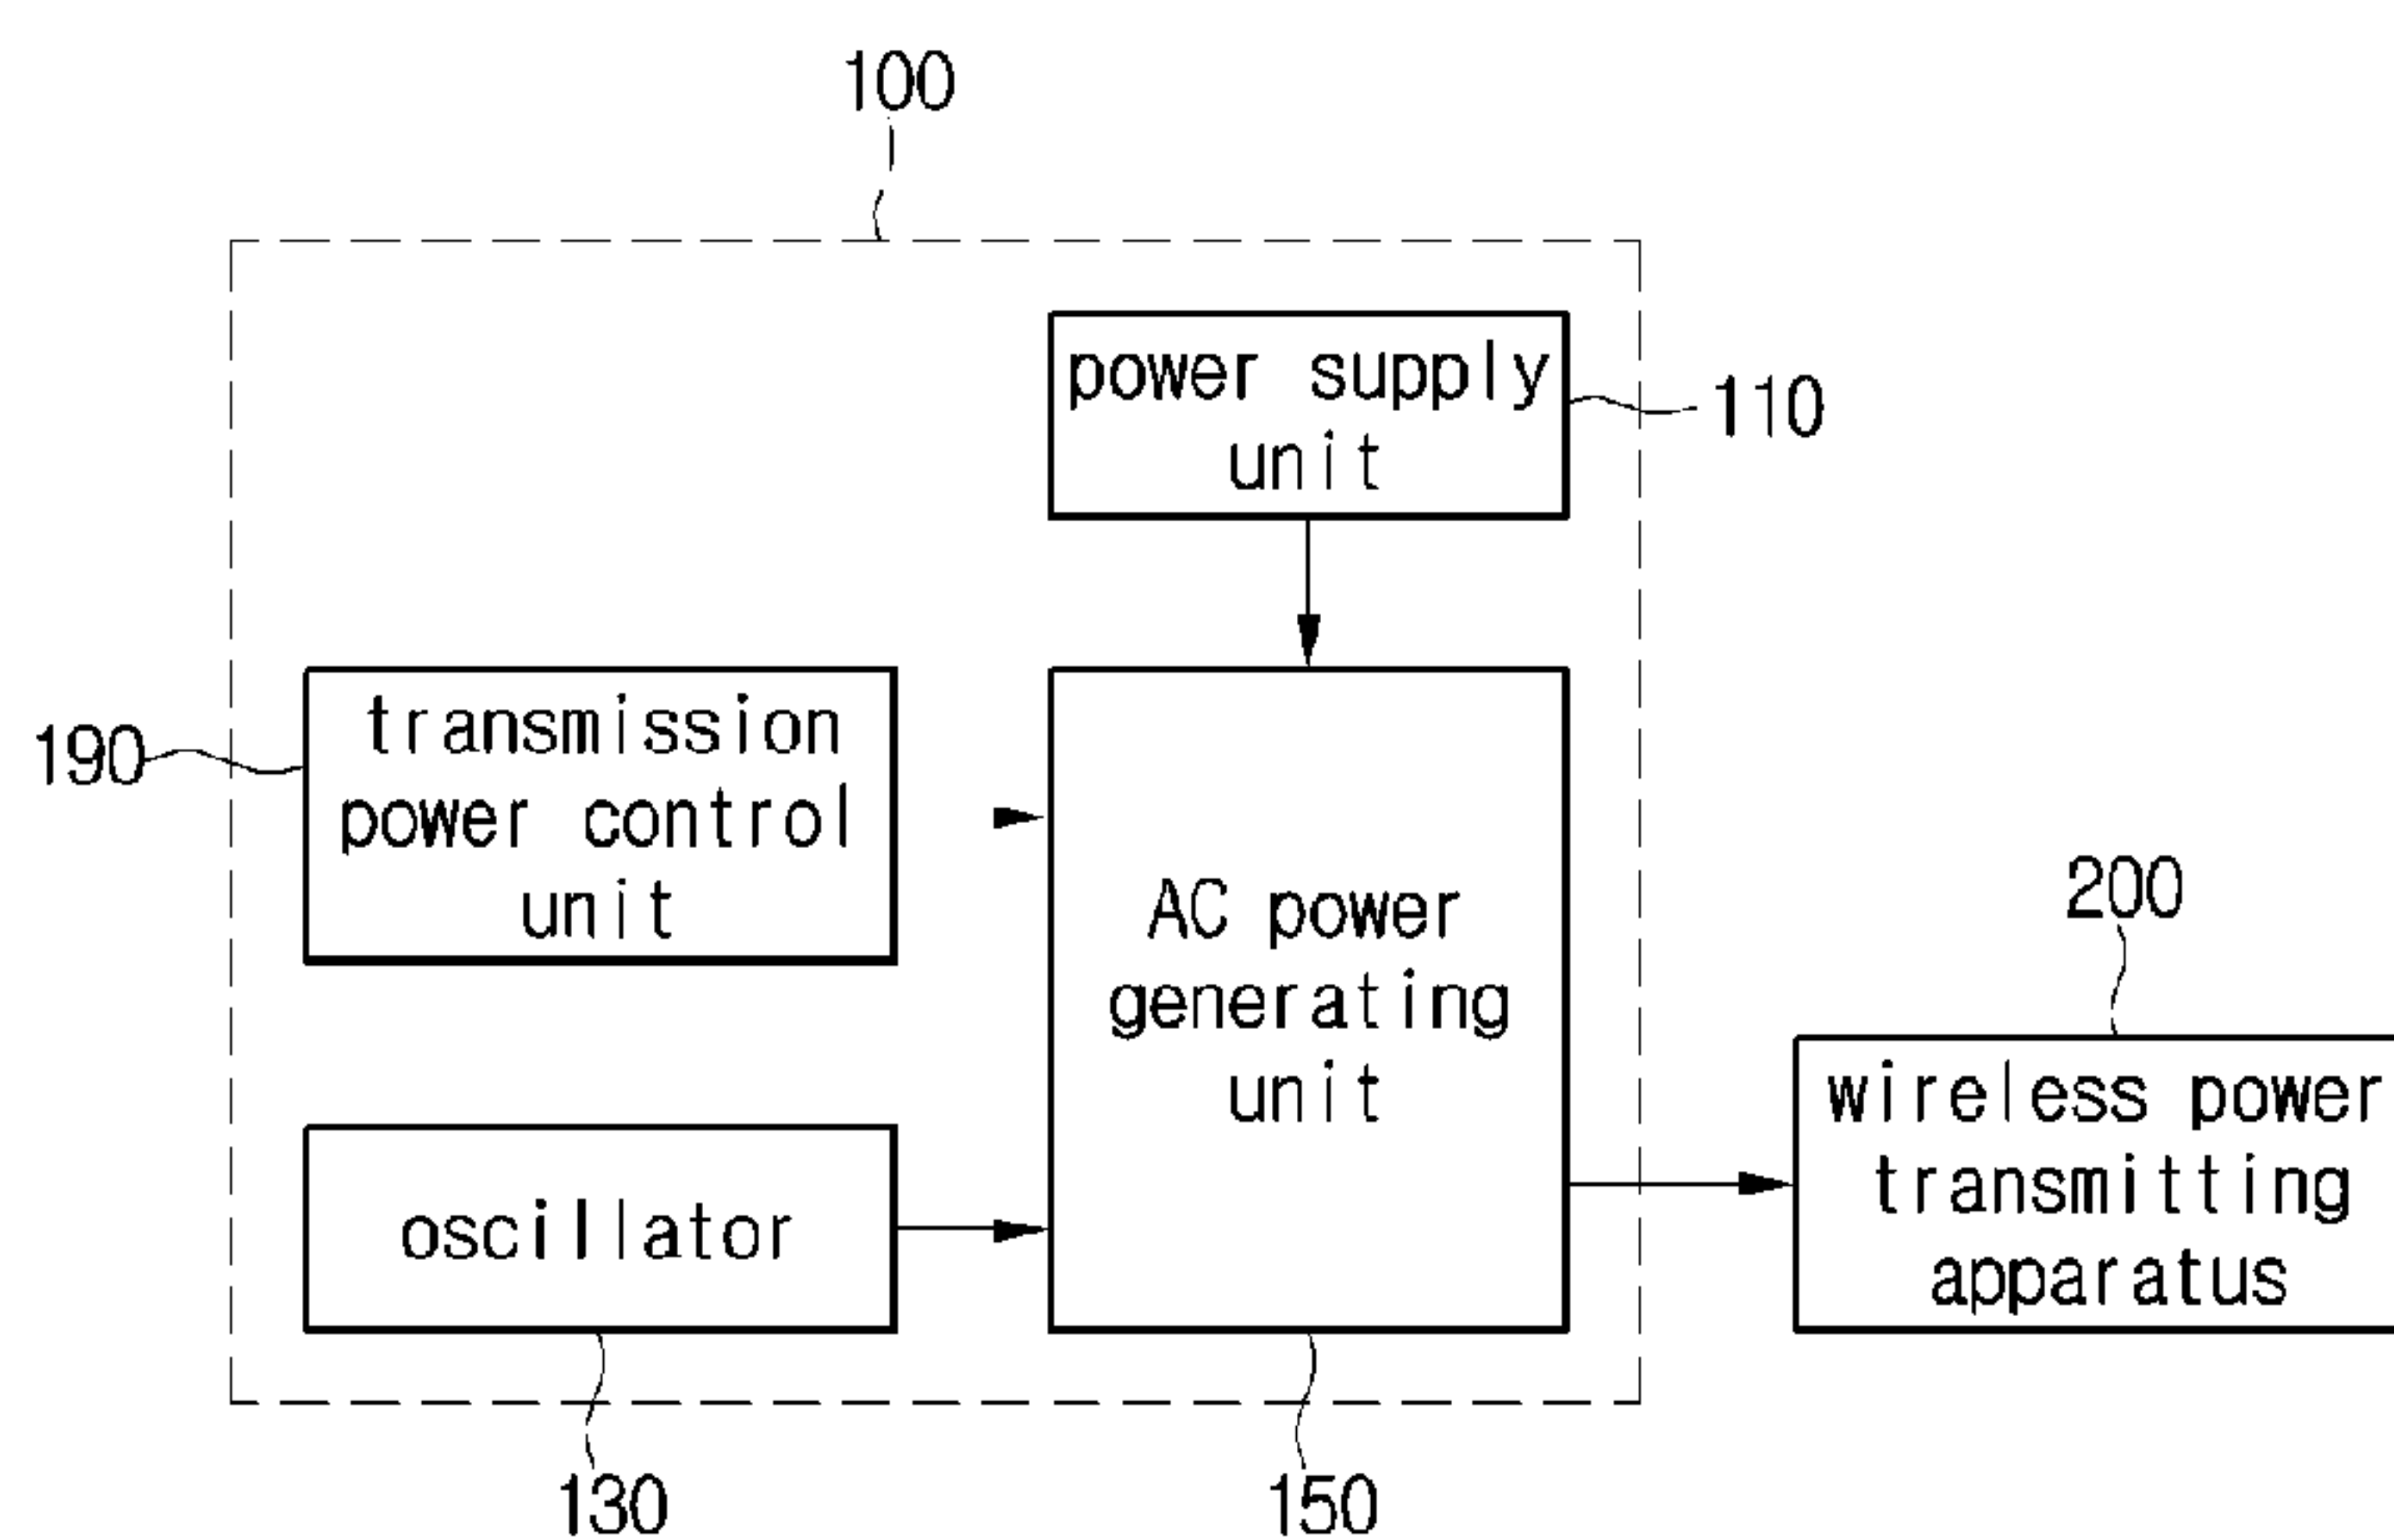 100
power supply
unit
110
transmission
power control
unit
190
AC power
generating
unit
200
wireless power
transmitting
apparatus
oscillator
130
150